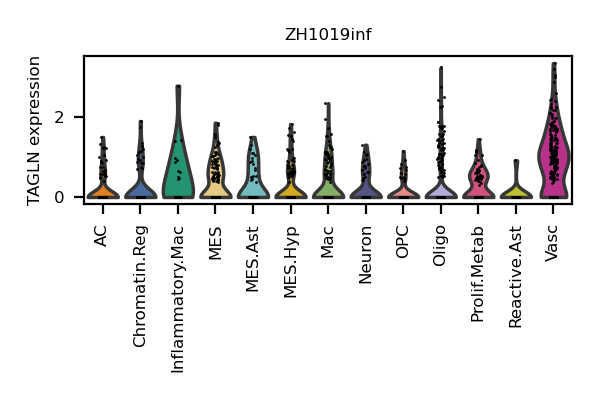 ZH1019inf
TAGLN expression
2
0
AC
Chromatin.Reg
Inflammatory.Mac
MES
MES.Ast
MES.Hyp
Mac
Neuron
OPC
Oligo
Prolif.Metab
Reactive.Ast
Vasc